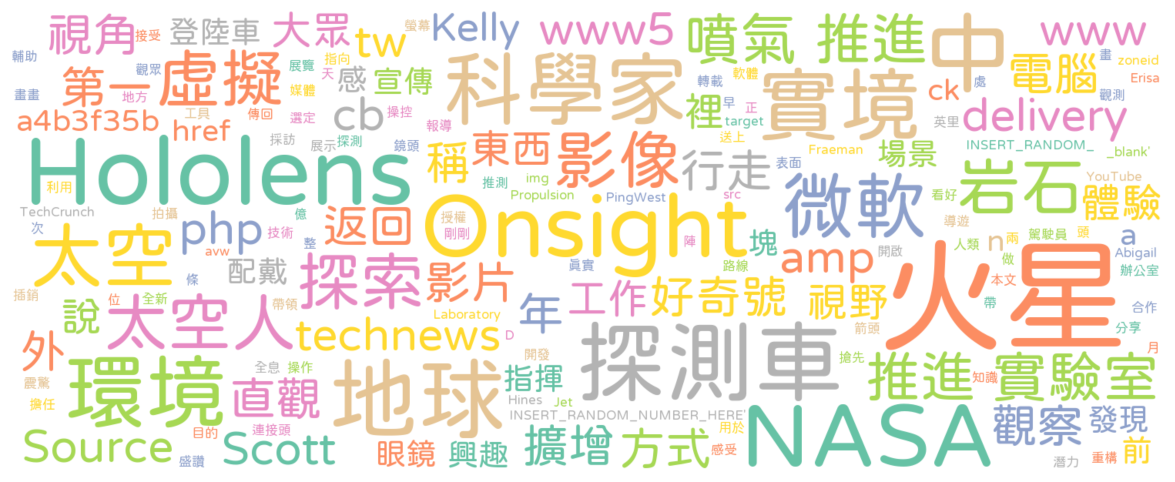 視角
接受
登陸車
大眾
螢幕
Kelly
www5
噴氣 推進
中
www
畫
zoneid
輔助
觀眾
展覽
指向
tw
科學家
轉載
軟體
電腦
處
Erisa
第一
虛擬
天
感
宣傳
實境
ck
觀測
畫畫
地方
媒體
裡
早
正
工具
傳回
選定
cb
操控
delivery
a4b3f35b
href
報導
target
英里
採訪
展示
探測
鏡頭
稱
東西
影像
送上
Fraeman
場景
INSERT_RANDOM_
_blank'
Hololens
行走
表面
岩石
YouTube
利用
推測
img
微軟
看好
體驗
Propulsion
PingWest
src
TechCrunch
拍攝
億
返回
授權
Onsight
導遊
次
php
技術
剛剛
陣
人類
n
兩
駕駛員
頭
太空
avw
整
塊
amp
開啟
做
a
Abigail
配戴
探索
影片
真實
路線
火星
本文
辦公室
插銷
條
帶
位
全新
帶領
工作
好奇號
視野
合作
說
太空人
Laboratory
年
箭頭
分享
外
technews
D
探測車
月
震驚
環境
全息
操作
開發
地球
搶先
推進 實驗室
知識
擔任
直觀
指揮
Hines
Jet
INSERT_RANDOM_NUMBER_HERE'
NASA
觀察
發現
Source
目的
連接頭
用於
盛讚
Scott
眼鏡
興趣
擴增
方式
感受
潛力
重構
前